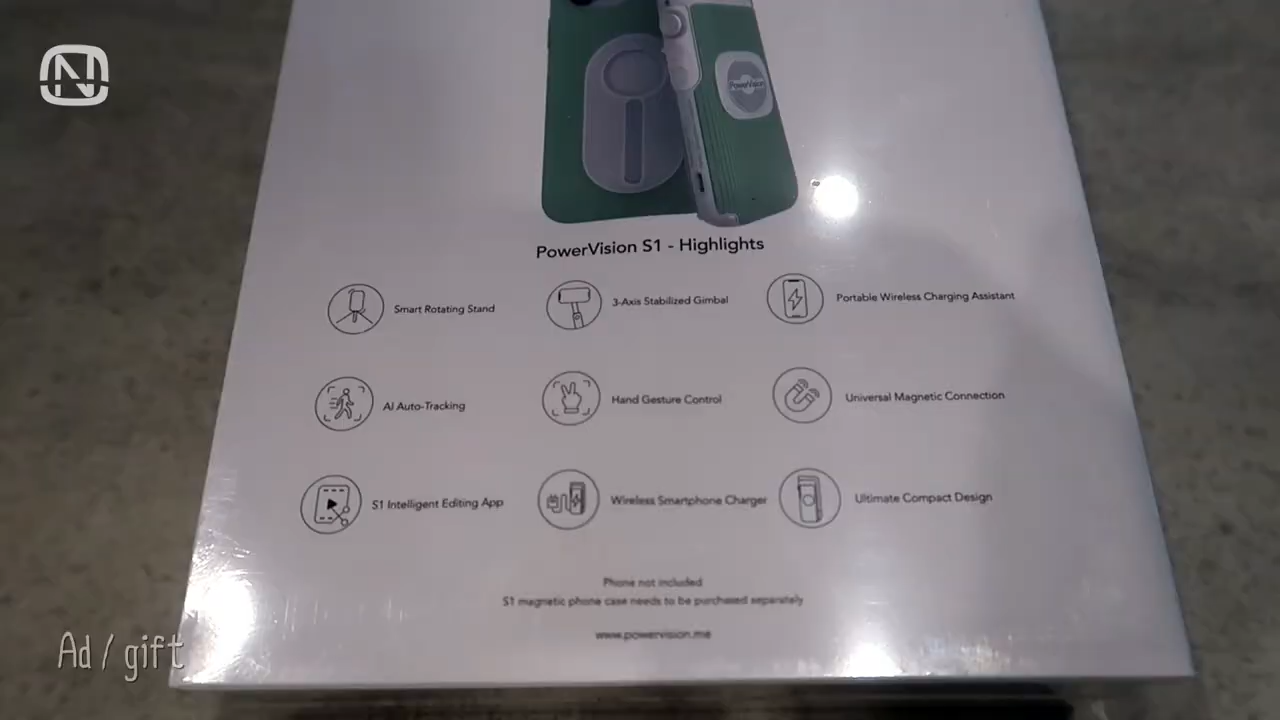 N
PowerVision
PowerVision S1 - Highlights
Smart Rotating Stand
3-Axis Stabilized Gimbal
Portable Wireless Charging Assistant
AI Auto-Tracking
Hand Gesture Control
Universal Magnetic Connection
S1 Intelligent Editing App
Wireless Smartphone Charger
Ultimate Compact Design
Phone not included
S1 magnetic phone case needs to be purchased separately
www.powervision.me
Ad / gift